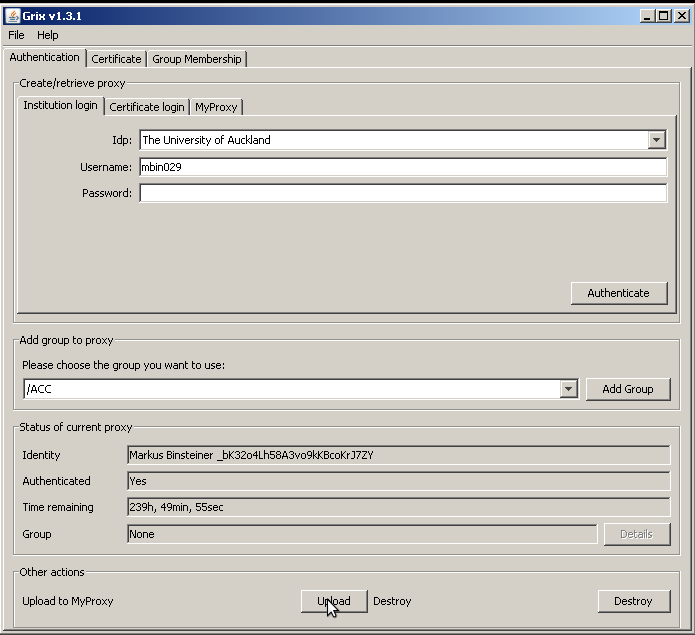 Grix v1.3.1
File Help
Authentication Certificate Group Membership
Create/retrieve proxy
Institution login Certificate login MyProxy
Idp: The University of Auckland
Username: mbin029
Password:
Authenticate
Add group to proxy
Please choose the group you want to use:
/ACC Add Group
Status of current proxy
Identity Markus Binsteiner _bK32o4Lh58A3vo9kKBcoKrJ7ZY
Authenticated Yes
Time remaining 239h, 49min, 55sec
Group None Details
Other actions
Upload to MyProxy Upload Destroy Destroy